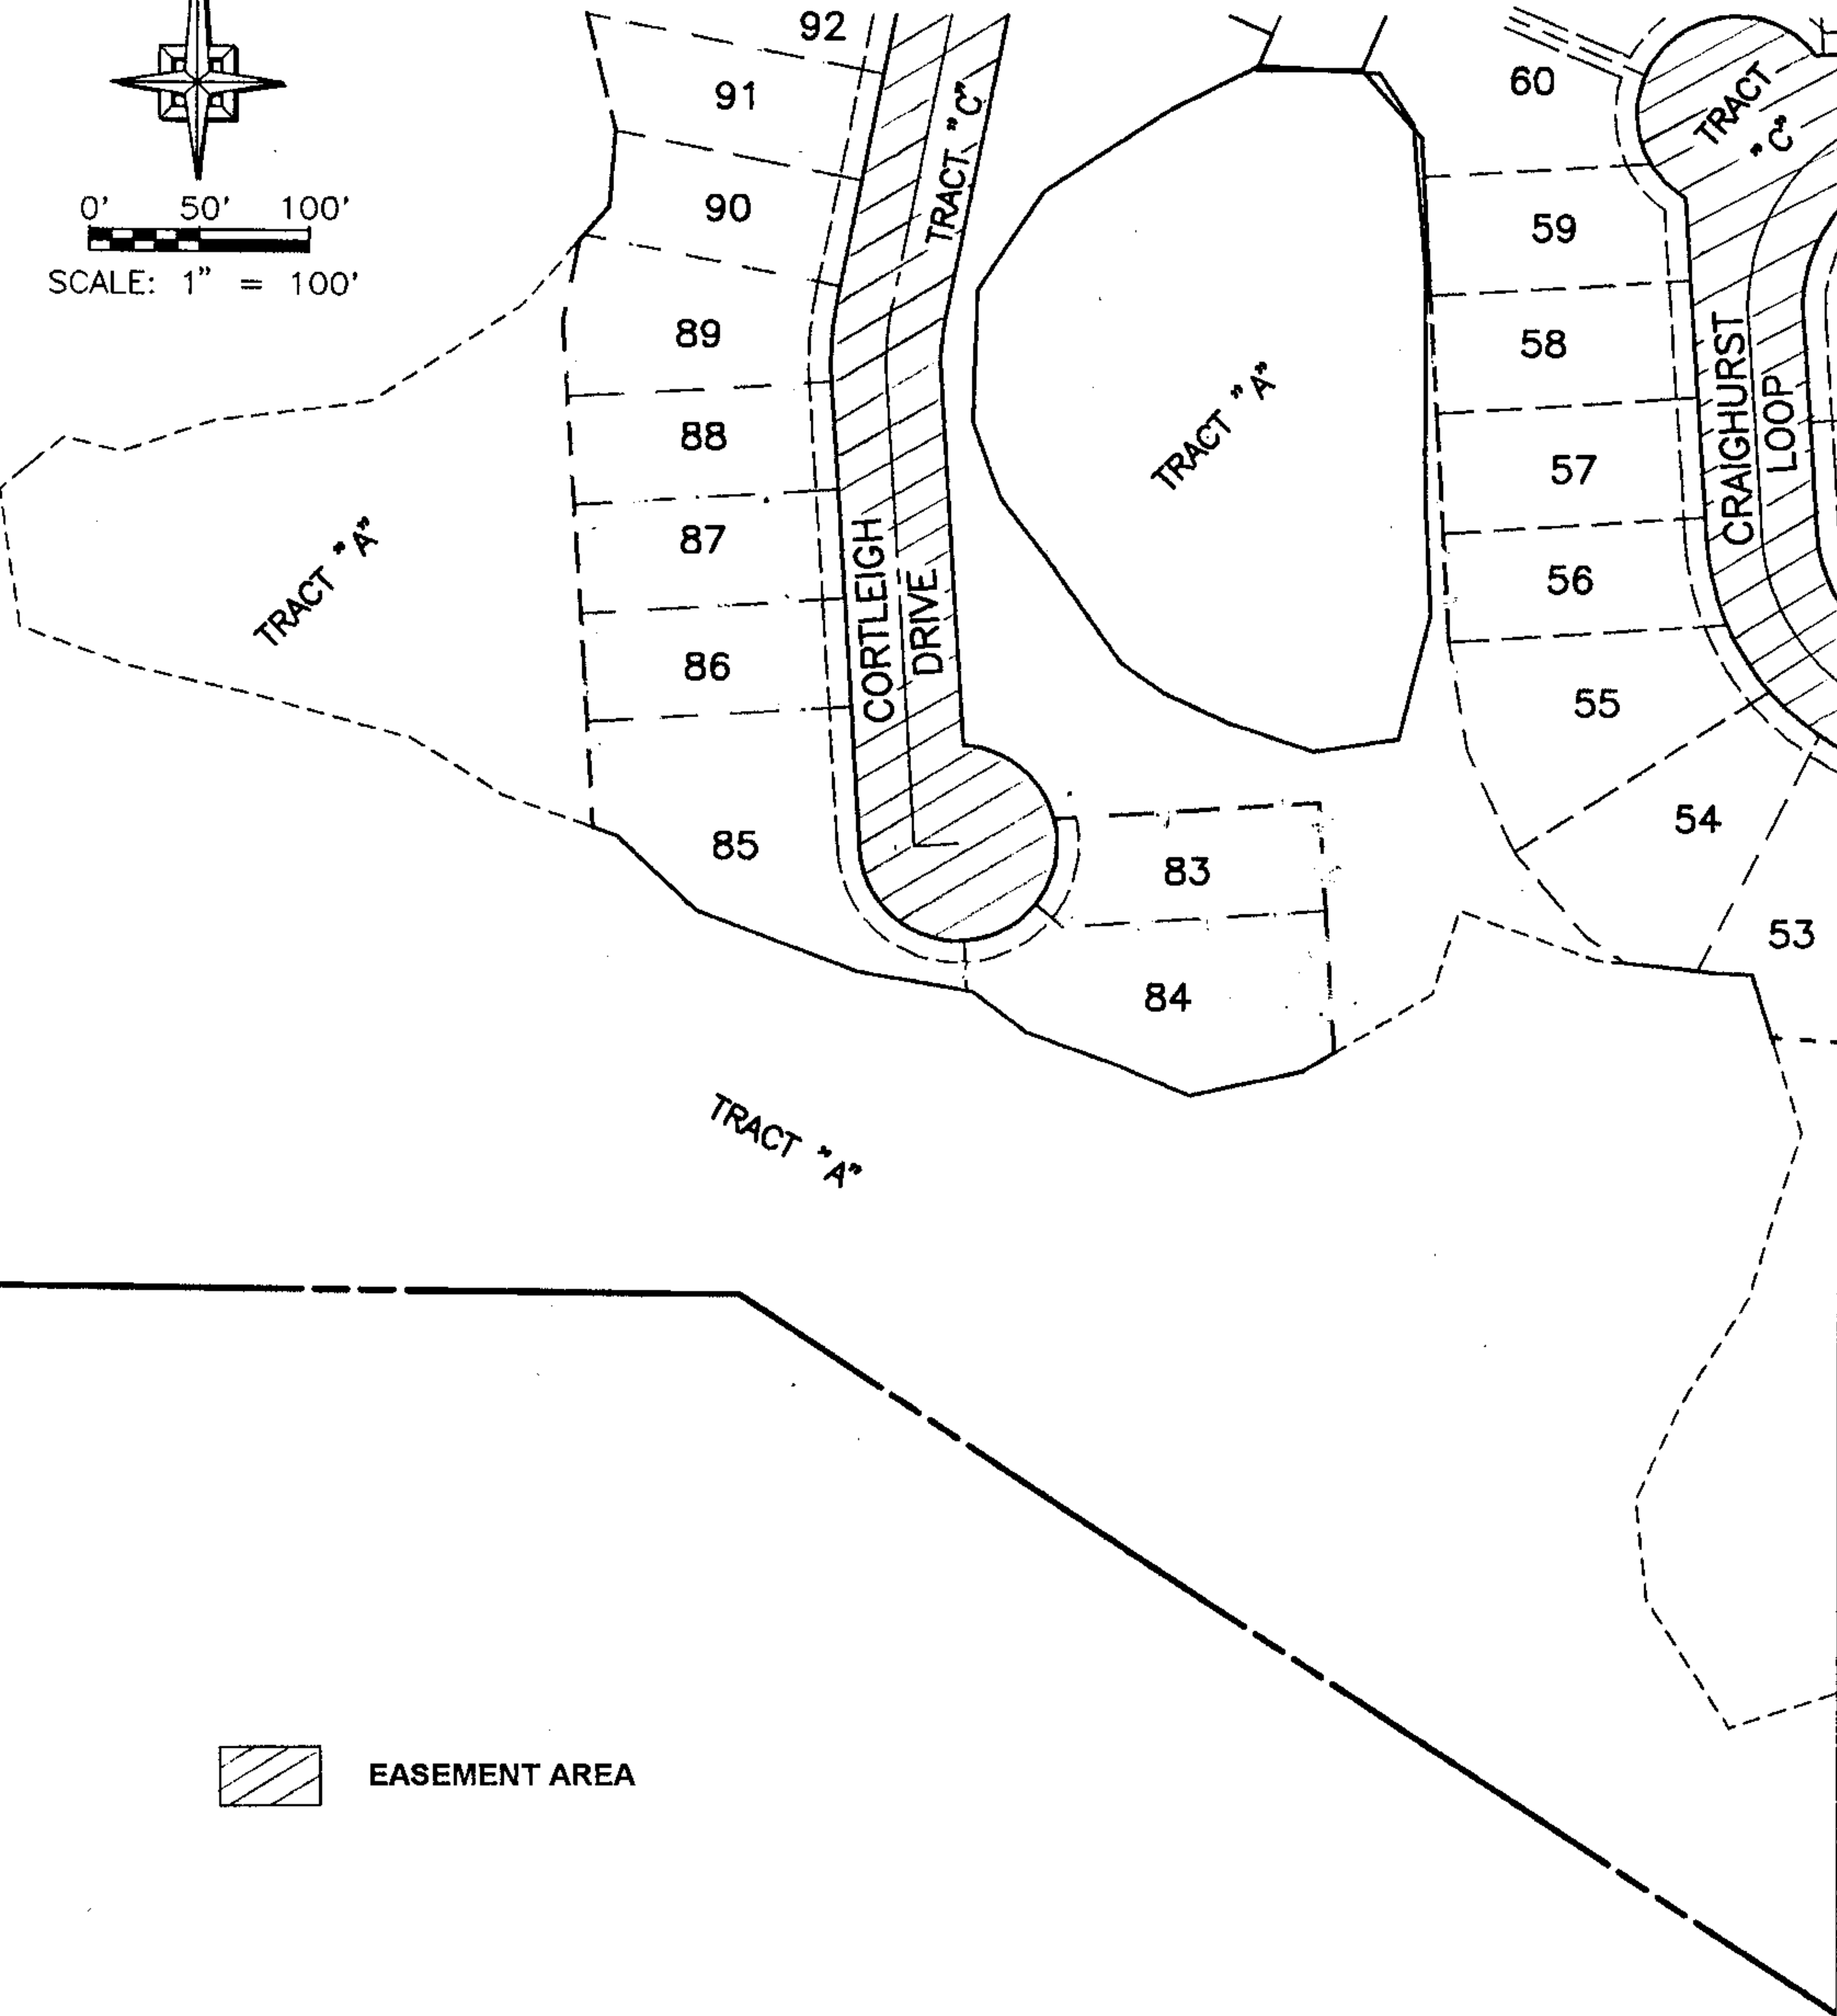 0' 50' 100'
SCALE: 1" = 100'
92
91
90
89
88
87
86
85
TRACT "C"
CORTLEIGH
DRIVE
TRACT "A"
TRACT "A"
60
59
58
57
56
55
54
53
TRACT
"C"
CRAIGHURST
LOOP
83
84
TRACT "A"
EASEMENT AREA